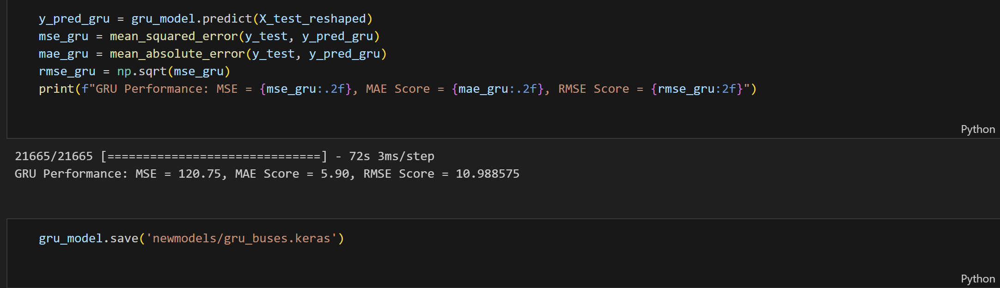 y_pred_gru = gru_model.predict(X_test_reshaped)
mse_gru = mean_squared_error(y_test, y_pred_gru)
mae_gru = mean_absolute_error(y_test, y_pred_gru)
rmse_gru = np.sqrt(mse_gru)
print(f"GRU Performance: MSE = {mse_gru:.2f}, MAE Score = {mae_gru:.2f}, RMSE Score = {rmse_gru:2f}")
Python
21665/21665 [==============================] - 72s 3ms/step
GRU Performance: MSE = 120.75, MAE Score = 5.90, RMSE Score = 10.988575
gru_model.save('newmodels/gru_buses.keras')
Python